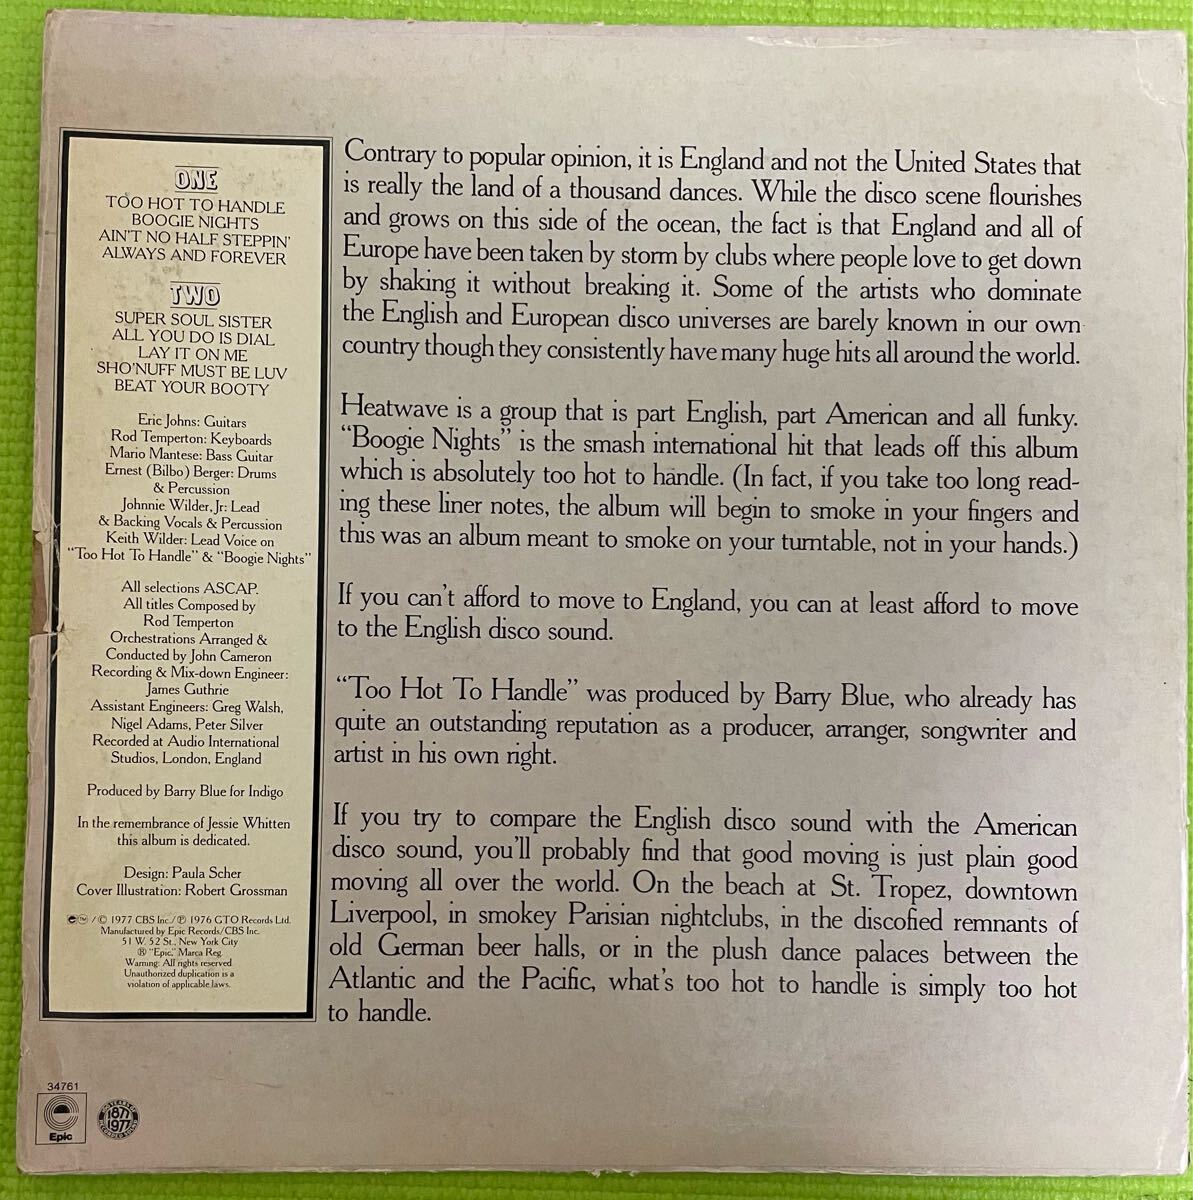 ONE
TOO HOT TO HANDLE
BOOGIE NIGHTS
AIN'T NO HALF STEPPIN'
ALWAYS AND FOREVER
TWO
SUPER SOUL SISTER
ALL YOU DO IS DIAL
LAY IT ON ME
SHO'NUFF MUST BE LUV
BEAT YOUR BOOTY
Eric Johns: Guitars
Rod Temperton: Keyboards
Mario Mantese: Bass Guitar
Ernest (Bilbo) Berger: Drums
& Percussion
Johnnie Wilder, Jr: Lead
& Backing Vocals & Percussion
Keith Wilder: Lead Voice on
"Too Hot To Handle" & "Boogie Nights"
All selections ASCAP.
All titles Composed by
Rod Temperton
Orchestrations Arranged &
Conducted by John Cameron
Recording & Mix-down Engineer:
James Guthrie
Assistant Engineers: Greg Walsh,
Nigel Adams, Peter Silver
Recorded at Audio International
Studios, London, England
Produced by Barry Blue for Indigo
In the remembrance of Jessie Whitten
this album is dedicated.
Design: Paula Scher
Cover Illustration: Robert Grossman
e ™ / © 1977 CBS Inc./ ℗ 1976 GTO Records Ltd.
Manufactured by Epic Records/CBS Inc.
51 W. 52 St., New York City
® "Epic," Marca Reg.
Warning: All rights reserved.
Unauthorized duplication is a
violation of applicable laws.
Contrary to popular opinion, it is England and not the United States that
is really the land of a thousand dances. While the disco scene flourishes
and grows on this side of the ocean, the fact is that England and all of
Europe have been taken by storm by clubs where people love to get down
by shaking it without breaking it. Some of the artists who dominate
the English and European disco universes are barely known in our own
country though they consistently have many huge hits all around the world.
Heatwave is a group that is part English, part American and all funky.
"Boogie Nights" is the smash international hit that leads off this album
which is absolutely too hot to handle. (In fact, if you take too long read-
ing these liner notes, the album will begin to smoke in your fingers and
this was an album meant to smoke on your turntable, not in your hands.)
If you can't afford to move to England, you can at least afford to move
to the English disco sound.
"Too Hot To Handle" was produced by Barry Blue, who already has
quite an outstanding reputation as a producer, arranger, songwriter and
artist in his own right.
If you try to compare the English disco sound with the American
disco sound, you'll probably find that good moving is just plain good
moving all over the world. On the beach at St. Tropez, downtown
Liverpool, in smokey Parisian nightclubs, in the discofied remnants of
old German beer halls, or in the plush dance palaces between the
Atlantic and the Pacific, what's too hot to handle is simply too hot
to handle.
34761
Epic
100 YEARS OF
1877
1977
RECORDED SOUND